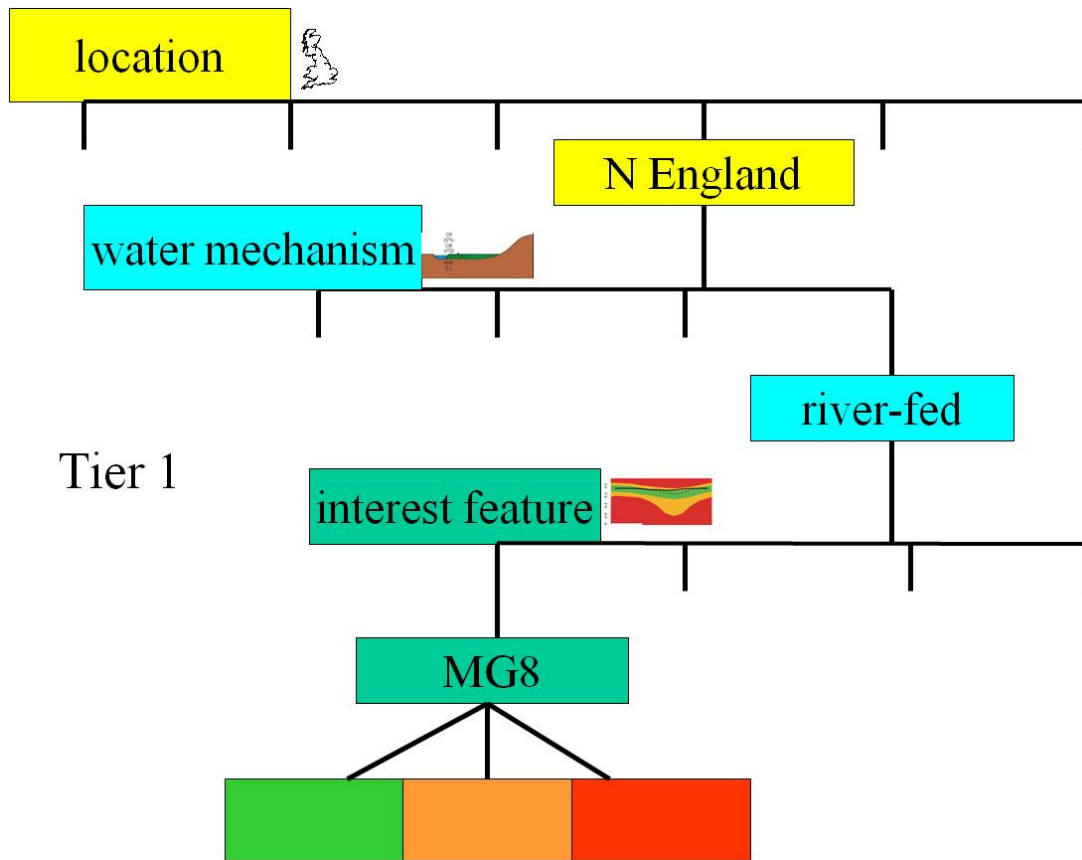 location
N England
water mechanism
river-fed
Tier 1
interest feature
MG8